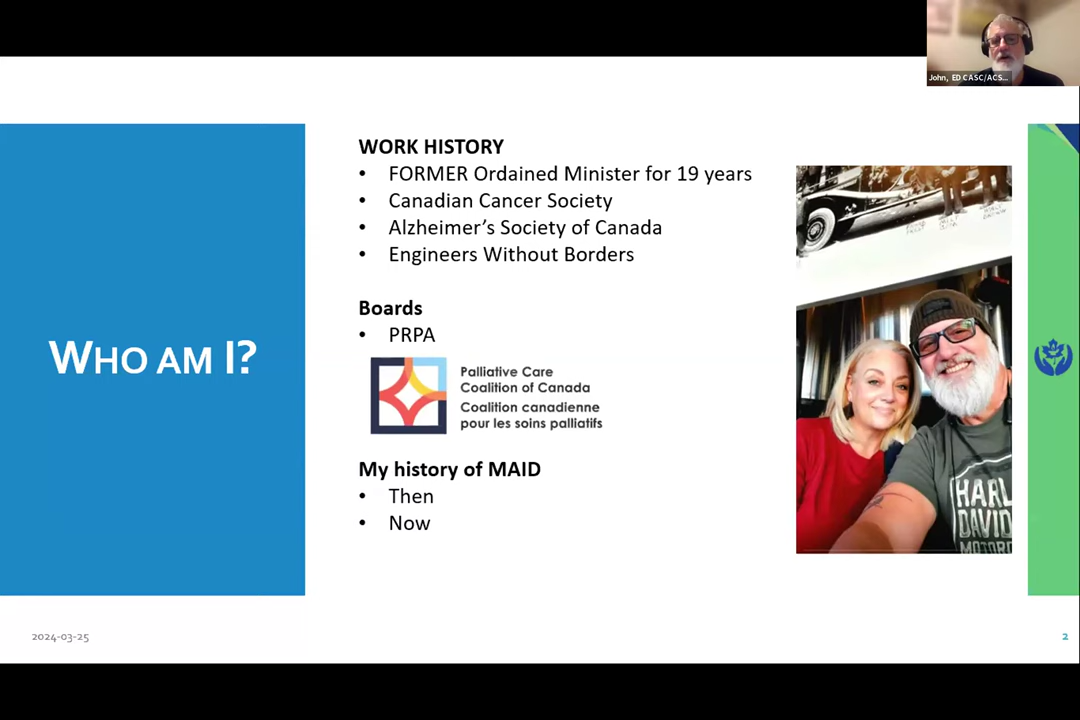 John, ED CASC/ACS...
WHO AM I?
WORK HISTORY
• FORMER Ordained Minister for 19 years
• Canadian Cancer Society
• Alzheimer’s Society of Canada
• Engineers Without Borders
Boards
• PRPA
Palliative Care
Coalition of Canada
Coalition canadienne
pour les soins palliatifs
My history of MAID
• Then
• Now
HARL
DAVID
MOTOR
2024-03-25
2